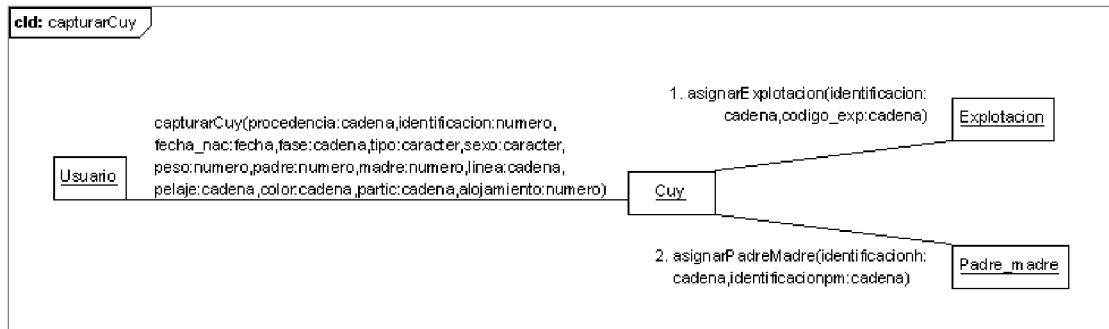 cld: capturarCuy
1. asignarExplotacion(identificacion:
cadena,codigo_exp:cadena)
Explotacion
capturarCuy(procedencia:cadena,identificacion:numero,
fecha_nac:fecha,fase:cadena,tipo:caracter,sexo:caracter,
peso:numero,padre:numero,madre:numero,linea:cadena,
pelaje:cadena,color:cadena,partic:cadena,alojamiento:numero)
Usuario
Cuy
2. asignarPadreMadre(identificacionh:
cadena,identificacionpm:cadena)
Padre_madre